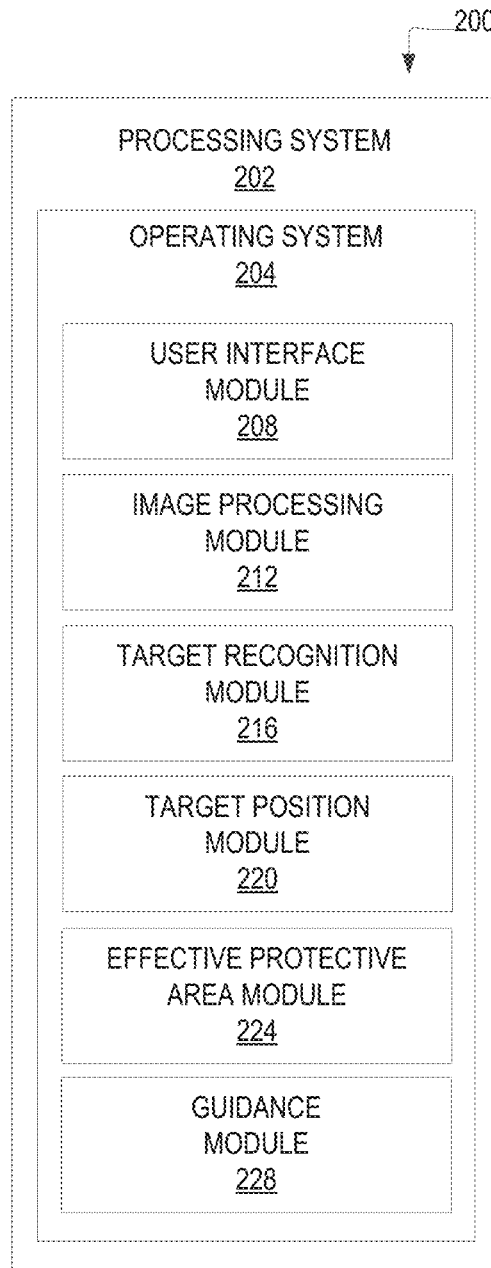 200
PROCESSING SYSTEM
202
OPERATING SYSTEM
204
USER INTERFACE
MODULE
208
IMAGE PROCESSING
MODULE
212
TARGET RECOGNITION
MODULE
216
TARGET POSITION
MODULE
220
EFFECTIVE PROTECTIVE
AREA MODULE
224
GUIDANCE
MODULE
228